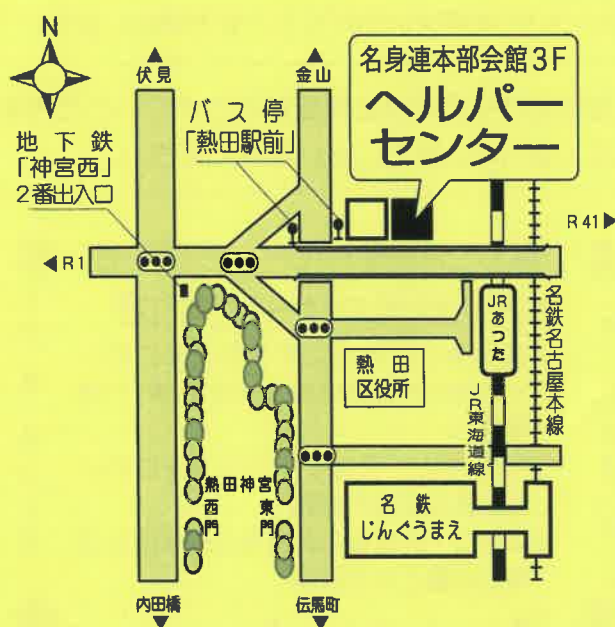 N
伏見
金山
名身連本部会館3F
ヘルパー
センター
バス停
「熱田駅前」
地下鉄
「神宮西」
2番出入口
R41
R1
JR
あつた
名鉄名古屋本線
熱田
区役所
JR東海道線
熱田神宮
西門
東門
名鉄
じんぐうまえ
内田橋
伝馬町